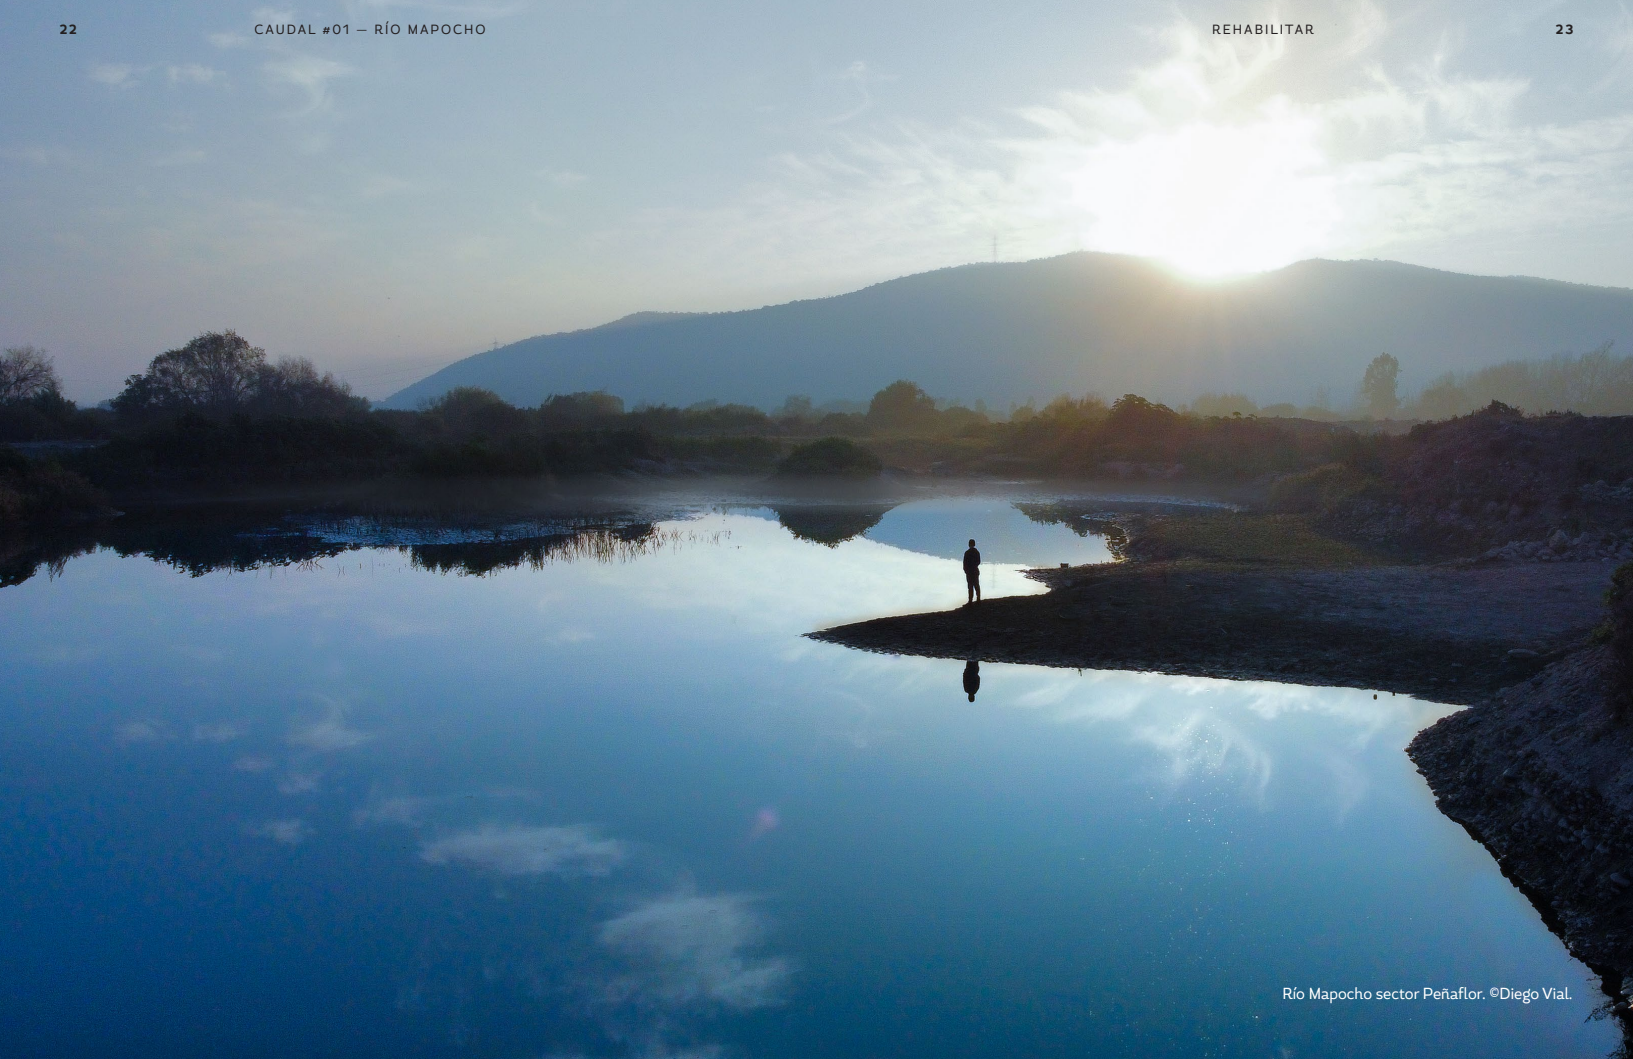 22
CAUDAL #01 — RÍO MAPOCHO
REHABILITAR
23
Río Mapocho sector Peñaflor. ©Diego Vial.